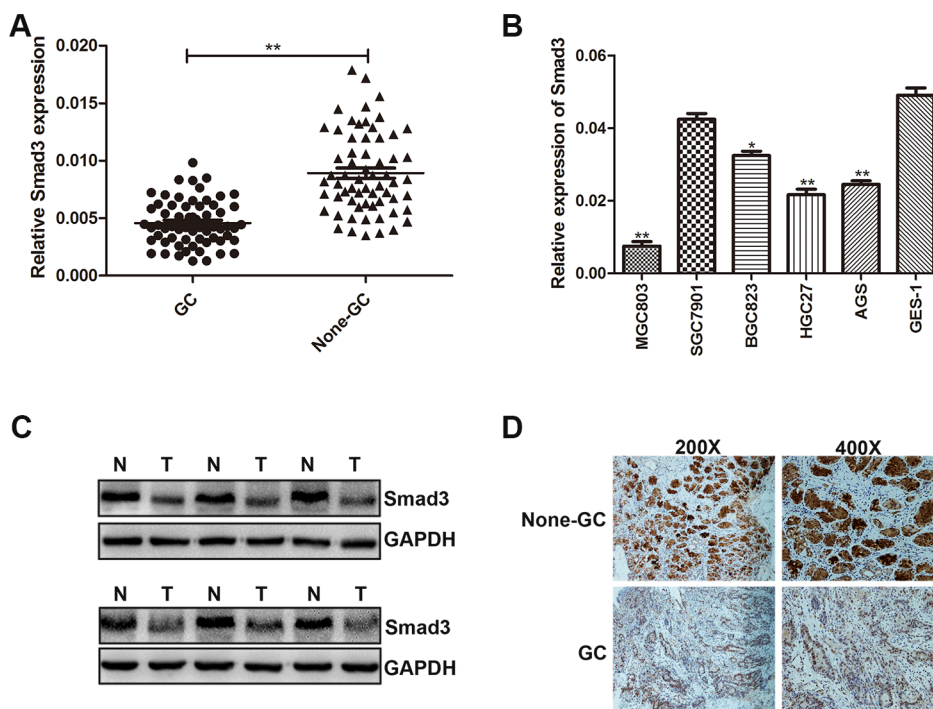 A
Relative Smad3 expression
0.020
0.015
0.010
0.005
0.000
**
GC
None-GC
B
Relative expression of Smad3
0.06
0.04
0.02
0.00
**
*
**
**
MGC803
SGC7901
BGC823
HGC27
AGS
GES-1
C
N T N T N T
Smad3
GAPDH
N T N T N T
Smad3
GAPDH
D
200X 400X
None-GC
GC